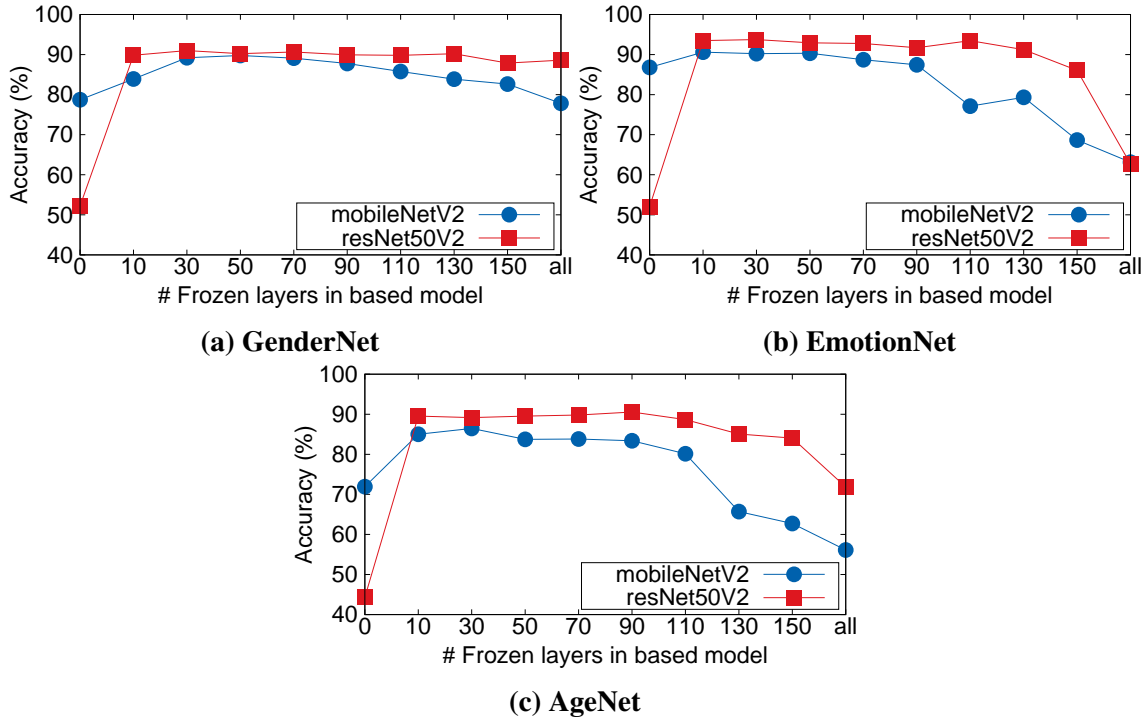 100
90
80
70
60
50
40
Accuracy (%)
mobileNetV2
resNet50V2
0 10 30 50 70 90 110 130 150 all
# Frozen layers in based model
(a) GenderNet
100
90
80
70
60
50
40
Accuracy (%)
mobileNetV2
resNet50V2
0 10 30 50 70 90 110 130 150 all
# Frozen layers in based model
(b) EmotionNet
100
90
80
70
60
50
40
Accuracy (%)
mobileNetV2
resNet50V2
0 10 30 50 70 90 110 130 150 all
# Frozen layers in based model
(c) AgeNet